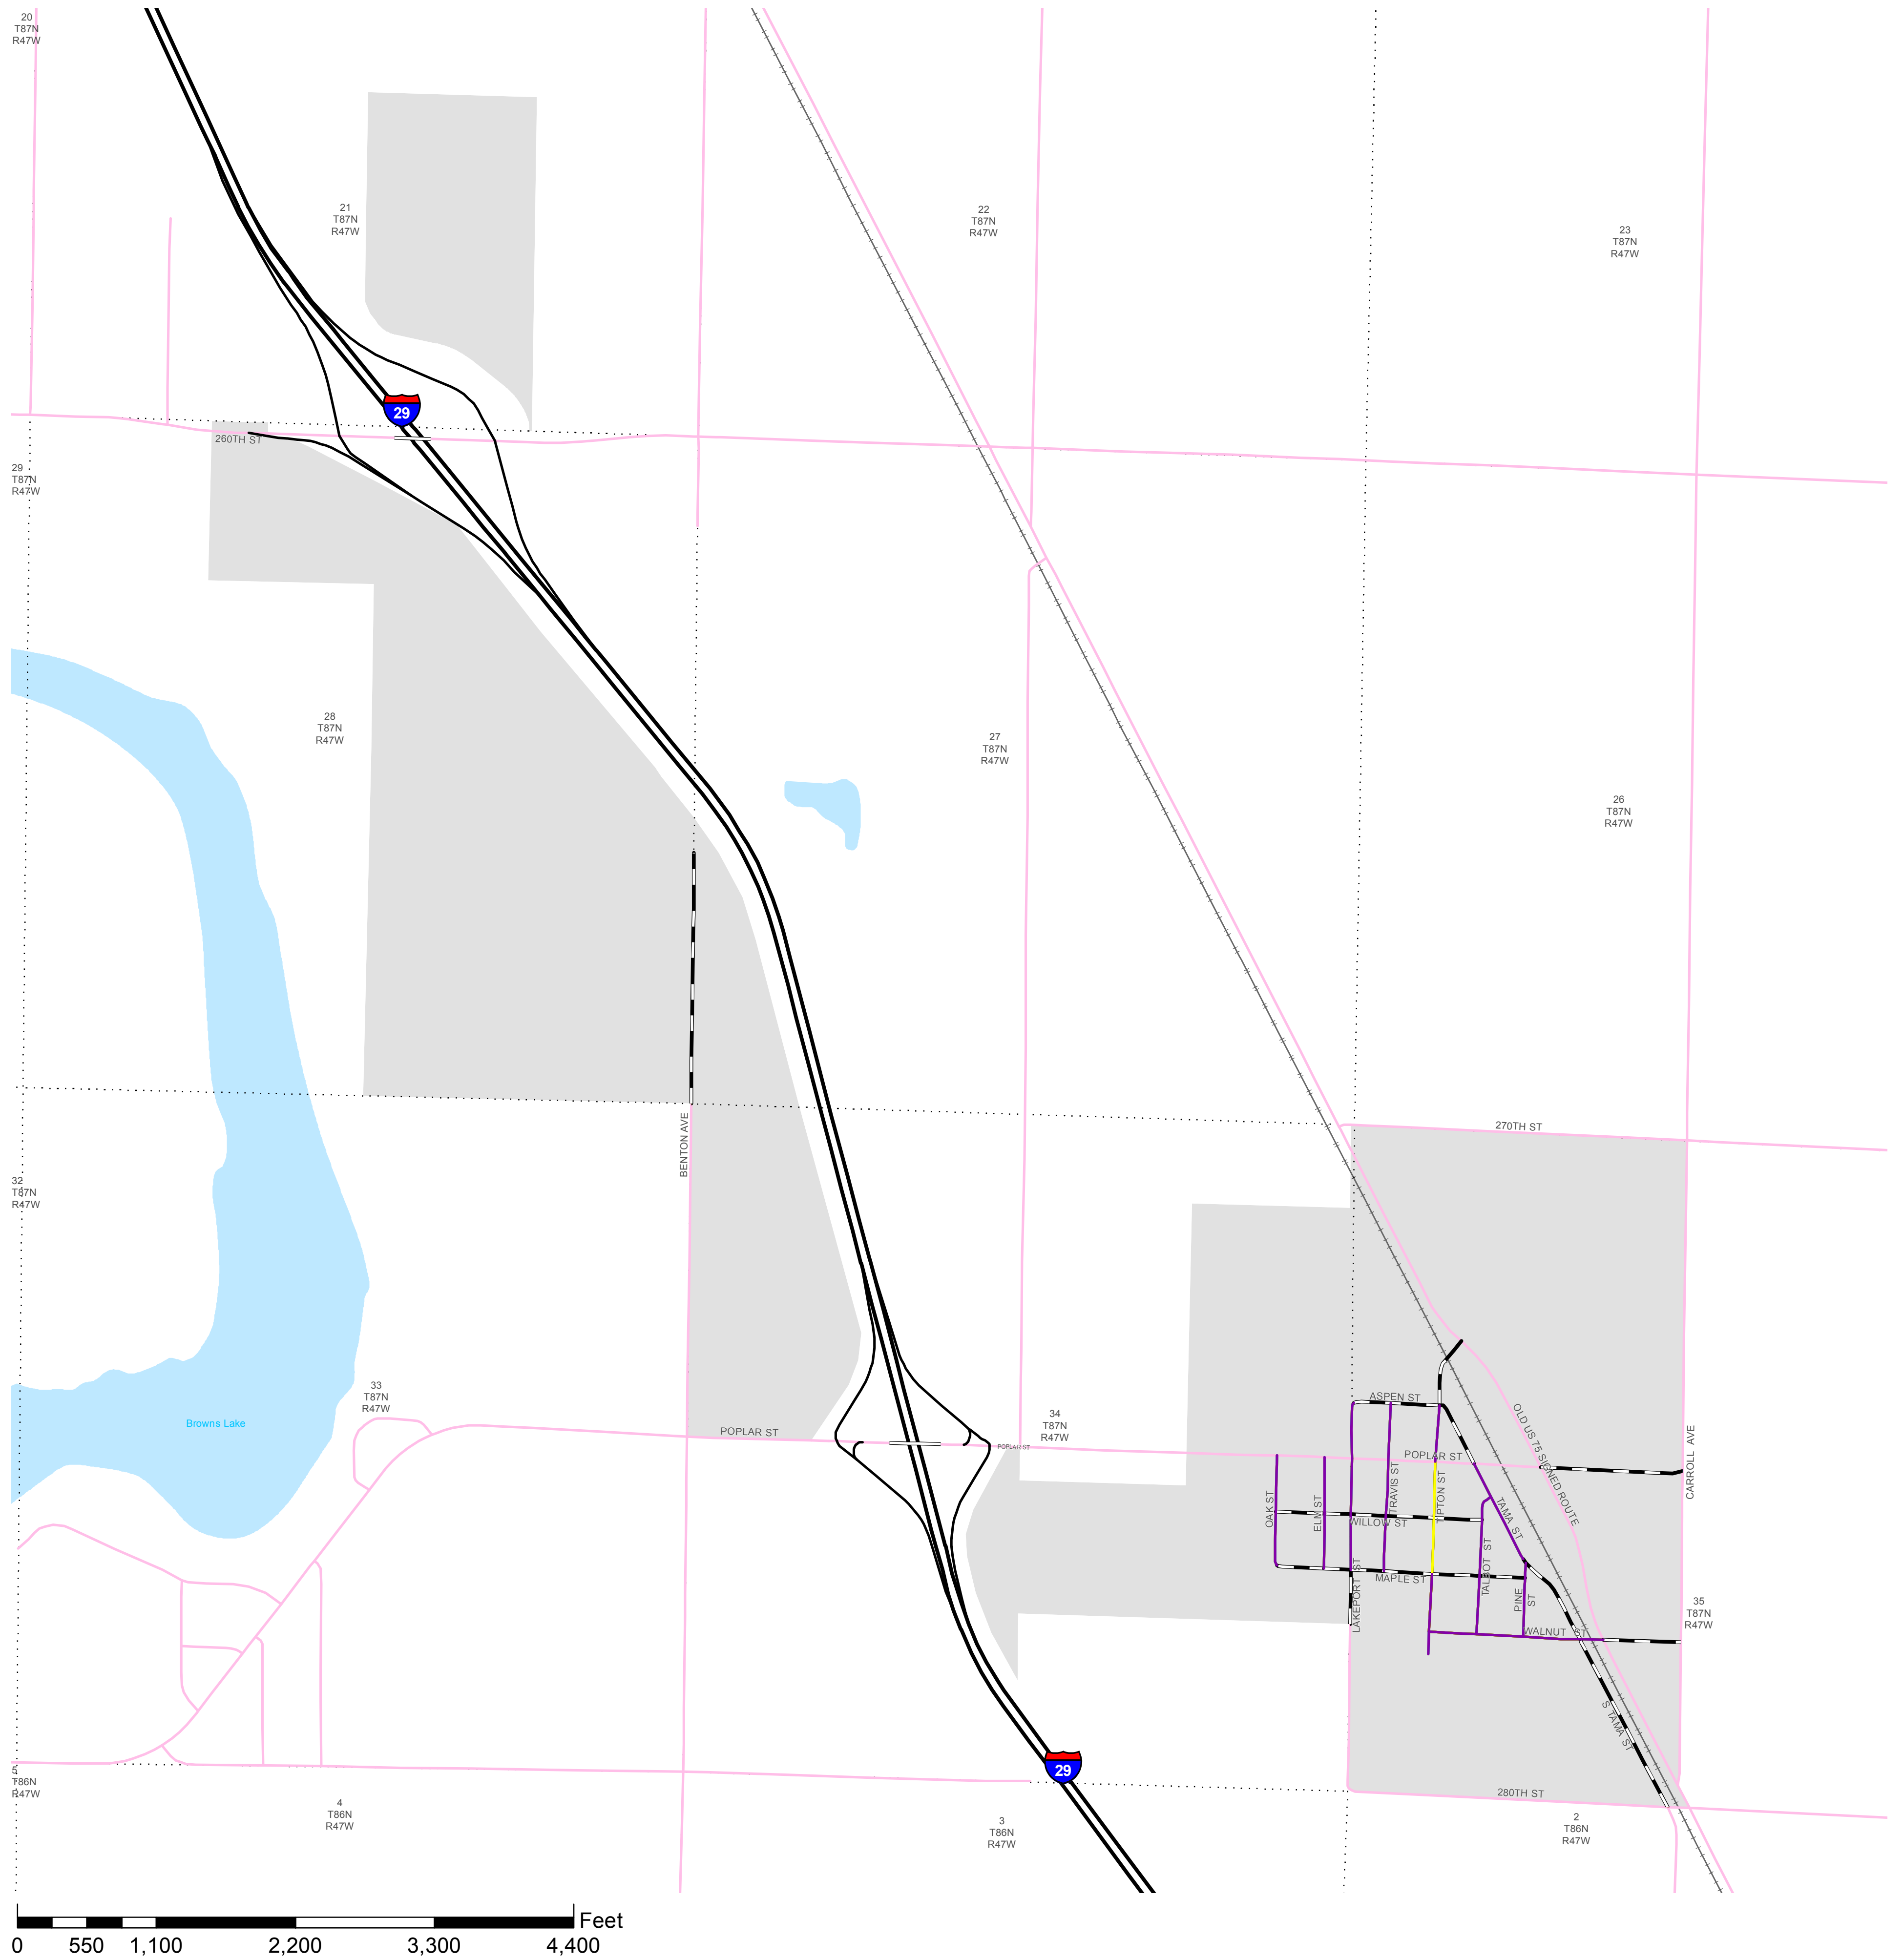 20
T87N
R47W
21
T87N
R47W
22
T87N
R47W
23
T87N
R47W
29
260TH ST
29
T87N
R47W
28
T87N
R47W
27
T87N
R47W
26
T87N
R47W
BENTON AVE
270TH ST
32
T87N
R47W
33
T87N
R47W
Browns Lake
POPLAR ST
POPLAR ST
34
T87N
R47W
ASPEN ST
POPLAR ST
OLD US 75 SIGNED ROUTE
CARROLL AVE
OAK ST
ELM ST
TRAVIS ST
TIPTON ST
TAMA ST
WILLOW ST
MAPLE ST
LAKEPORT ST
TALBOT ST
PINE ST
WALNUT ST
35
T87N
R47W
S TAMA ST
29
5
T86N
R47W
4
T86N
R47W
3
T86N
R47W
280TH ST
2
T86N
R47W
Feet
0 550 1,100 2,200 3,300 4,400